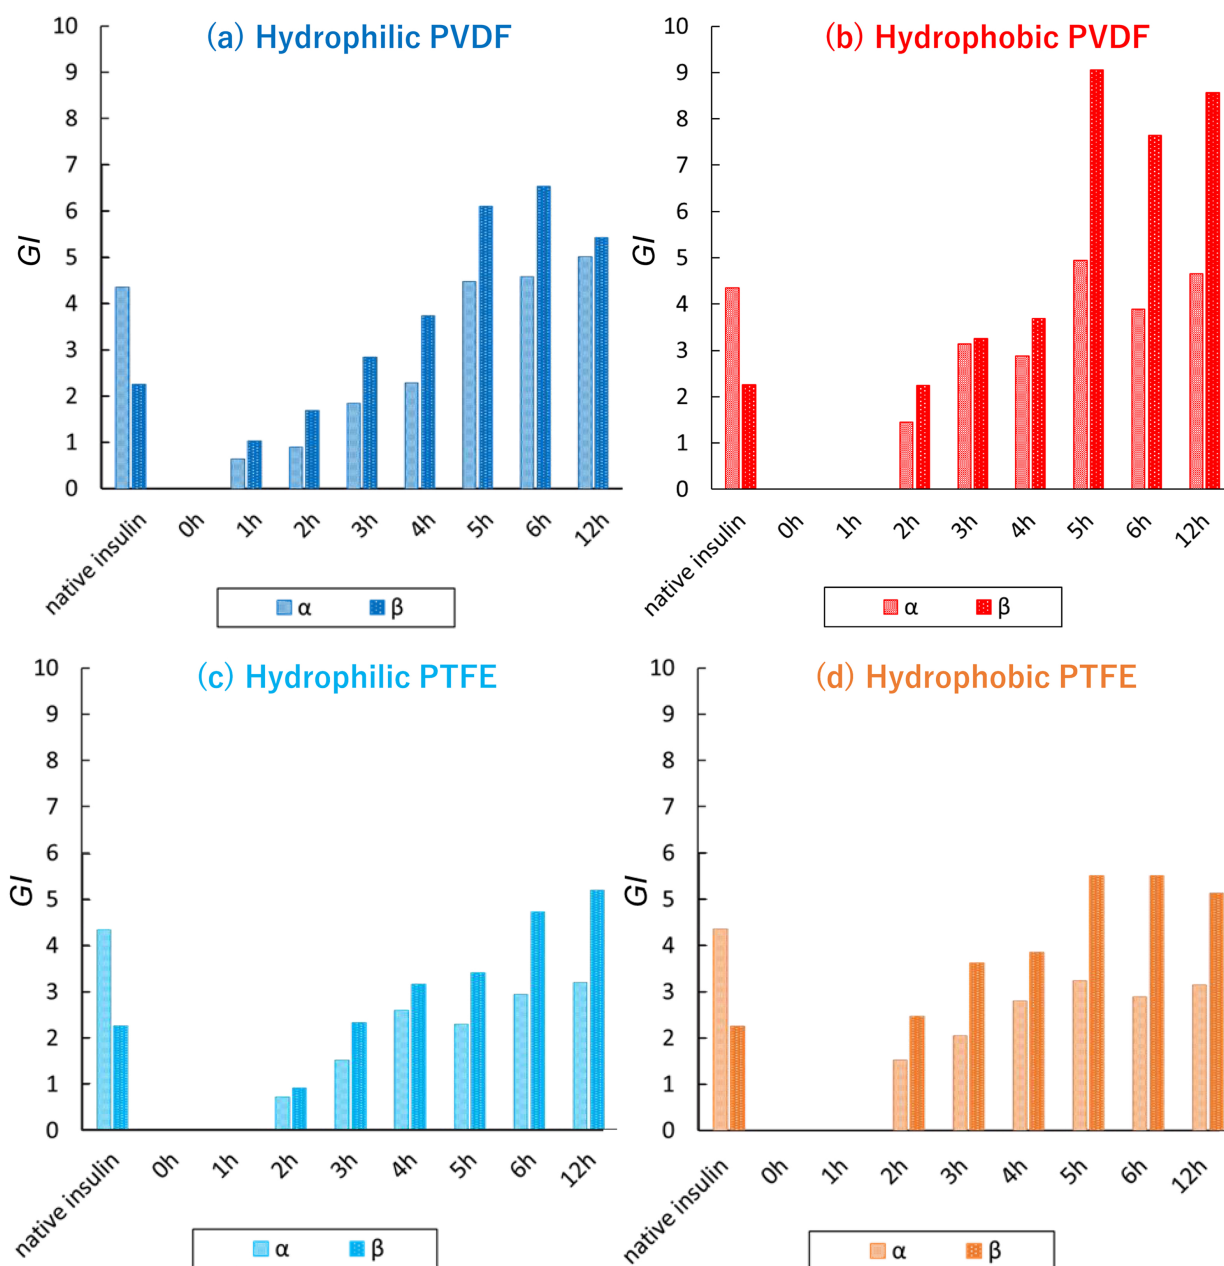 (a) Hydrophilic PVDF
10
9
8
7
6
5
4
3
2
1
0
GI
native insulin
0h
1h
2h
3h
4h
5h
6h
12h
α
β
(b) Hydrophobic PVDF
10
9
8
7
6
5
4
3
2
1
0
GI
native insulin
0h
1h
2h
3h
4h
5h
6h
12h
α
β
(c) Hydrophilic PTFE
10
9
8
7
6
5
4
3
2
1
0
GI
native insulin
0h
1h
2h
3h
4h
5h
6h
12h
α
β
(d) Hydrophobic PTFE
10
9
8
7
6
5
4
3
2
1
0
GI
native insulin
0h
1h
2h
3h
4h
5h
6h
12h
α
β